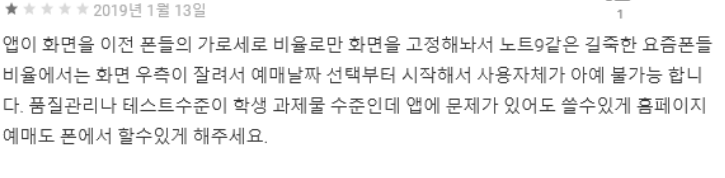 ★★★★★ 2019년 1월 13일
1
앱이 화면을 이전 폰들의 가로세로 비율로만 화면을 고정해놔서 노트9같은 길죽한 요즘폰들
비율에서는 화면 우측이 잘려서 예매날짜 선택부터 시작해서 사용자체가 아예 불가능 합니
다. 품질관리나 테스트수준이 학생 과제물 수준인데 앱에 문제가 있어도 쓸수있게 홈페이지
예매도 폰에서 할수있게 해주세요.